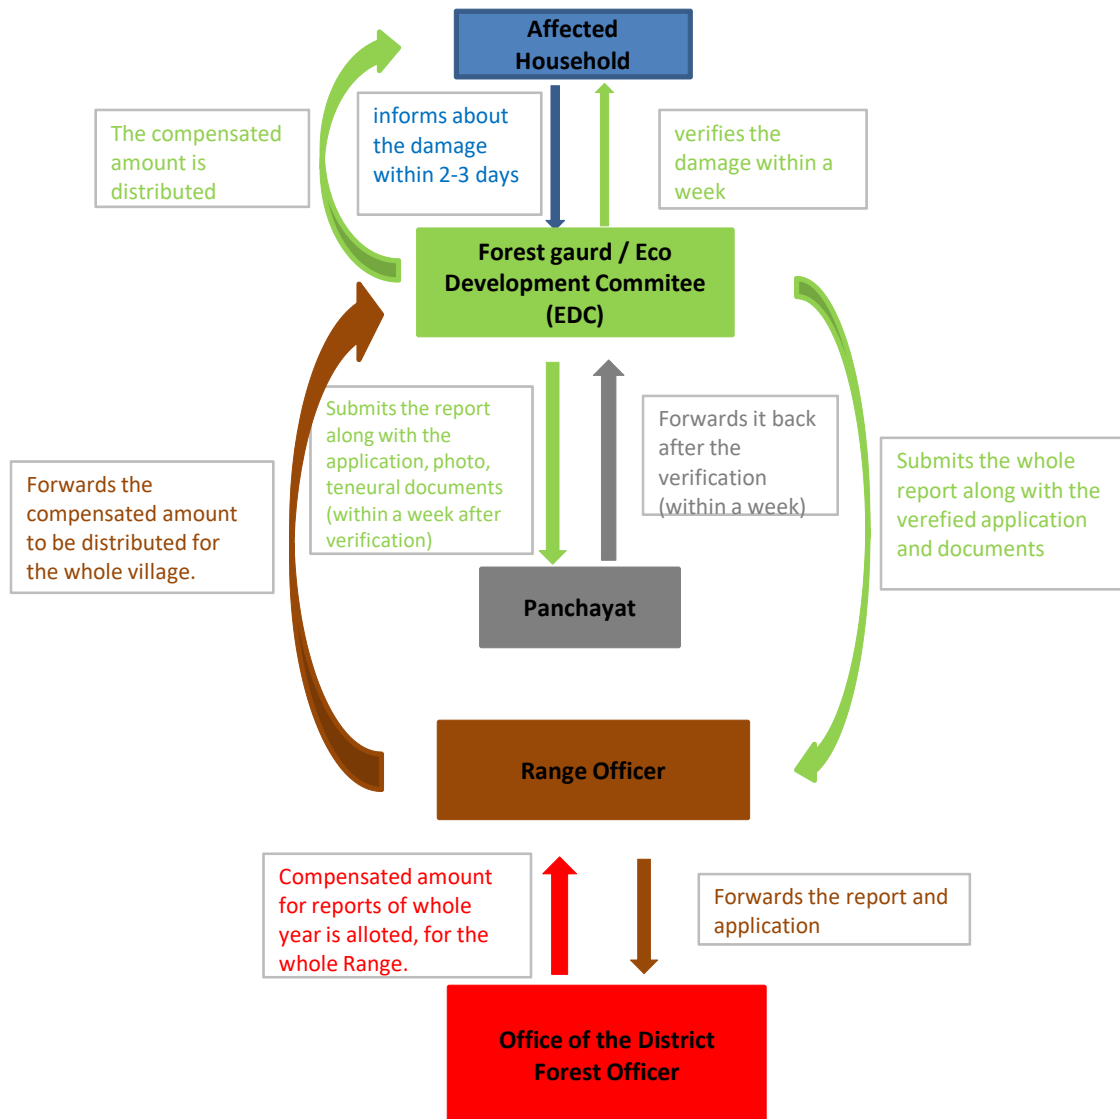 Affected
Household
The compensated
amount is
distributed
informs about
the damage
within 2-3 days
verifies the
damage within a
week
Forest gaurd / Eco
Development Commitee
(EDC)
Submits the report
along with the
application, photo,
teneural documents
(within a week after
verification)
Forwards it back
after the
verification
(within a week)
Forwards the
compensated amount
to be distributed for
the whole village.
Submits the whole
report along with the
verefied application
and documents
Panchayat
Range Officer
Compensated amount
for reports of whole
year is alloted, for the
whole Range.
Forwards the report and
application
Office of the District
Forest Officer